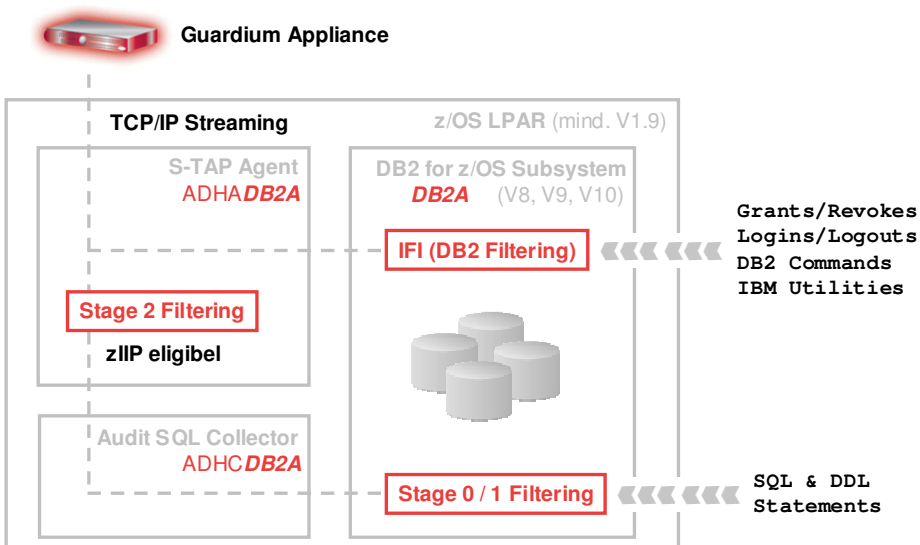 Guardium Appliance
TCP/IP Streaming
z/OS LPAR (mind. V1.9)
S-TAP Agent
ADHADB2A
DB2 for z/OS Subsystem
DB2A (V8, V9, V10)
IFI (DB2 Filtering)
Grants/Revokes
Logins/Logouts
DB2 Commands
IBM Utilities
Stage 2 Filtering
zIIP eligibel
Audit SQL Collector
ADHCDB2A
Stage 0 / 1 Filtering
SQL & DDL
Statements